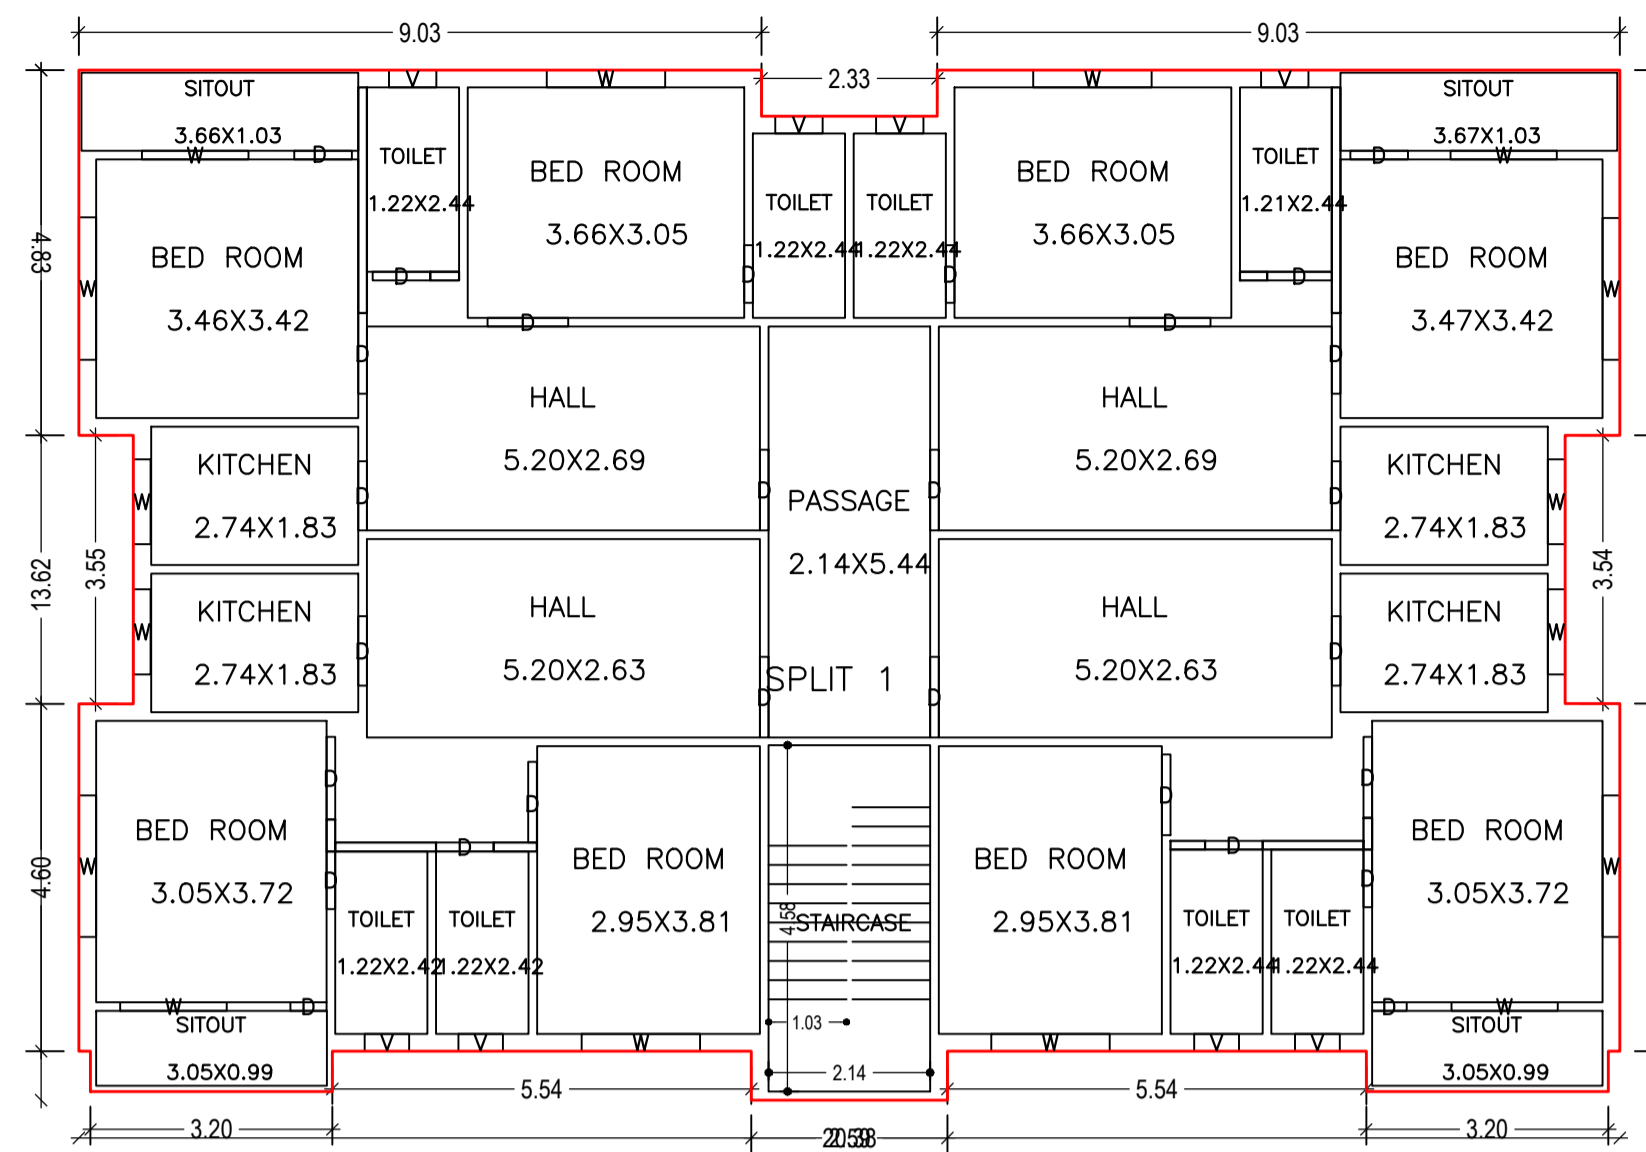 9.03
9.03
2.33
SITOUT
3.66X1.03
V
W
W
V
SITOUT
3.67X1.03
W
D
V
V
D
W
TOILET
1.22X2.44
BED ROOM
3.66X3.05
TOILET
1.22X2.44
TOILET
1.22X2.44
BED ROOM
3.66X3.05
TOILET
1.21X2.44
4.83
BED ROOM
3.46X3.42
BED ROOM
3.47X3.42
W
D
D
D
D
W
D
D
D
D
HALL
5.20X2.69
HALL
5.20X2.69
KITCHEN
2.74X1.83
KITCHEN
2.74X1.83
W
D
D
D
D
W
PASSAGE
2.14X5.44
13.62
3.55
3.54
KITCHEN
2.74X1.83
HALL
5.20X2.63
HALL
5.20X2.63
KITCHEN
2.74X1.83
W
D
D
W
SPLIT 1
D
D
D
D
D
D
BED ROOM
3.05X3.72
BED ROOM
2.95X3.81
BED ROOM
2.95X3.81
BED ROOM
3.05X3.72
D
D
4.60
W
D
D
W
TOILET
1.22X2.42
TOILET
1.22X2.42
4.58
STAIRCASE
TOILET
1.22X2.44
TOILET
1.22X2.44
W
D
D
W
SITOUT
3.05X0.99
1.03
SITOUT
3.05X0.99
V
V
W
W
V
V
2.14
5.54
5.54
3.20
3.20